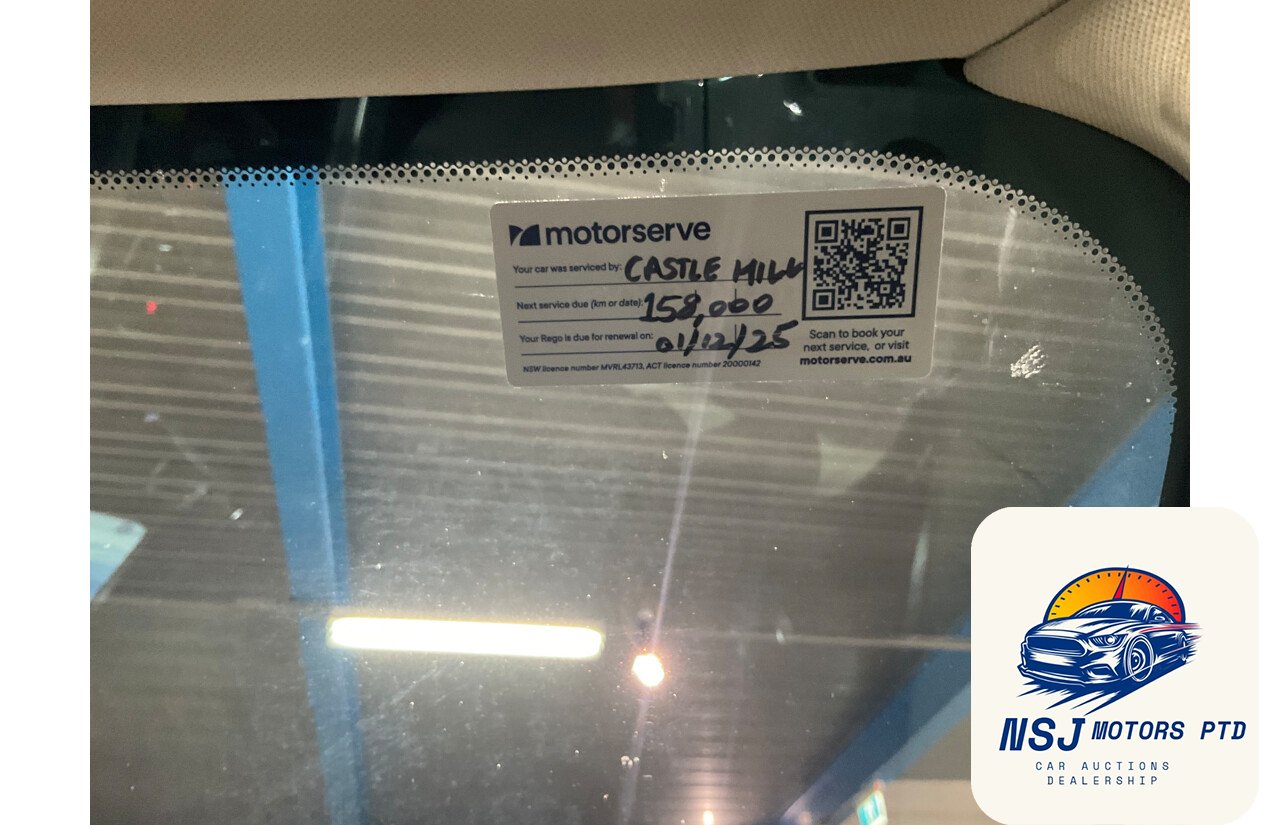 motorserve
Your car was serviced by: CASTLE HILL
Next service due (km or date): 158,000
Your Rego is due for renewal on: 01/12/25
NSW licence number MVRL43713, ACT licence number 20000142
Scan to book your
next service, or visit
motorserve.com.au
NSJ MOTORS PTD
CAR AUCTIONS
DEALERSHIP